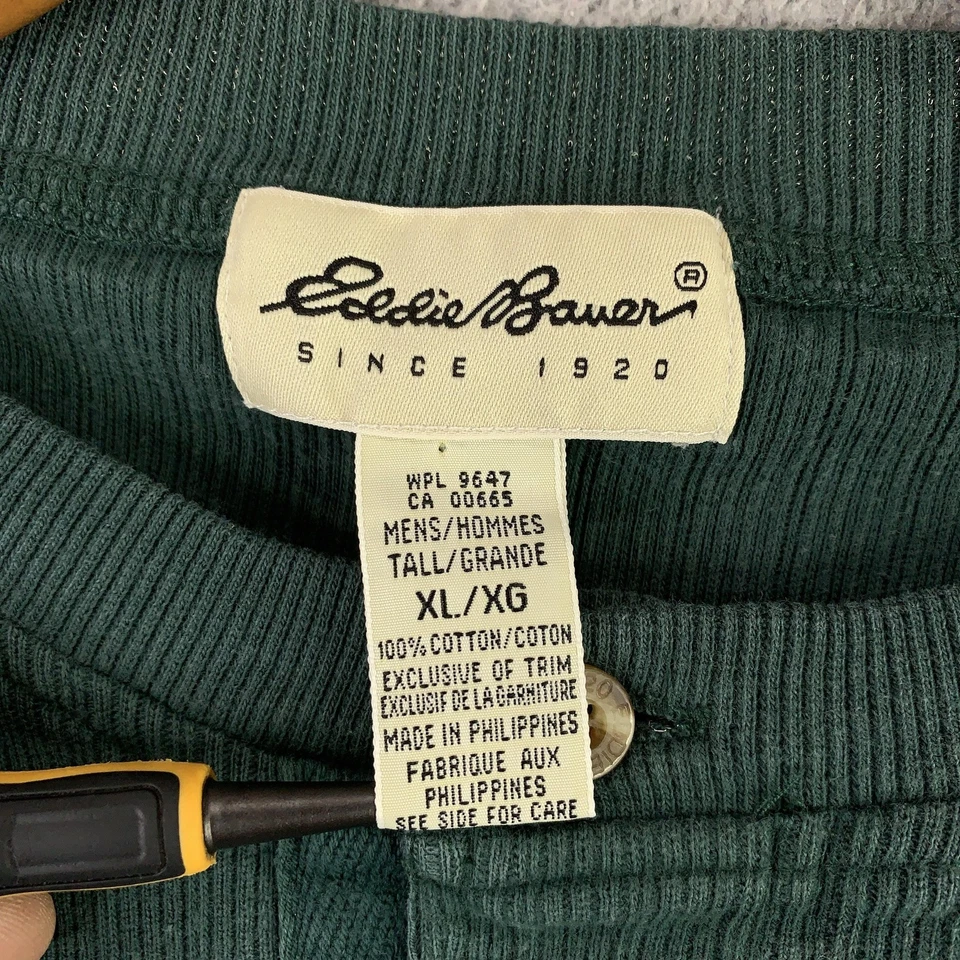 Eddie Bauer ®
SINCE 1920
WPL 9647
CA 00665
MENS/HOMMES
TALL/GRANDE
XL/XG
100% COTTON/COTON
EXCLUSIVE OF TRIM
EXCLUSIF DE LA GARNITURE
MADE IN PHILIPPINES
FABRIQUE AUX
PHILIPPINES
SEE SIDE FOR CARE